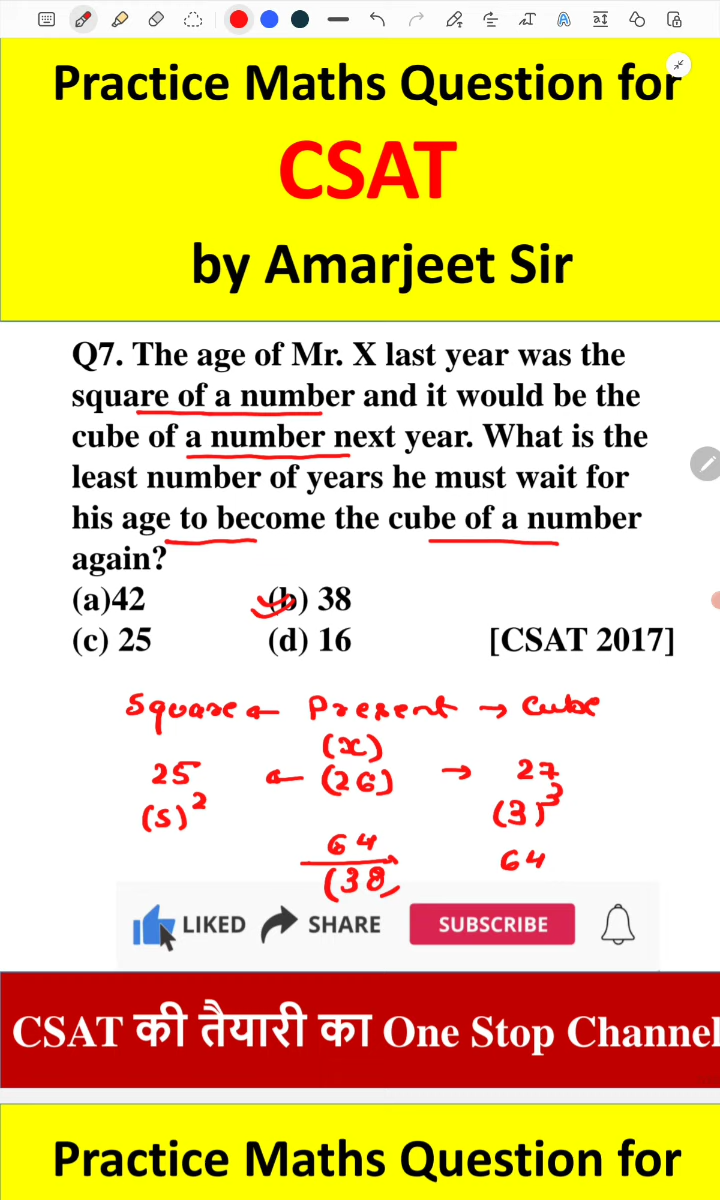 Practice Maths Question for
CSAT
by Amarjeet Sir
Q7. The age of Mr. X last year was the
square of a number and it would be the
cube of a number next year. What is the
least number of years he must wait for
his age to become the cube of a number
again?
(a)42 (b) 38
(c) 25 (d) 16 [CSAT 2017]
Square ← Present → Cube
(x)
25 ← (26) → 27
(5)² (3)³
64 64
(38)
LIKED SHARE SUBSCRIBE
CSAT की तैयारी का One Stop Channel
Practice Maths Question for